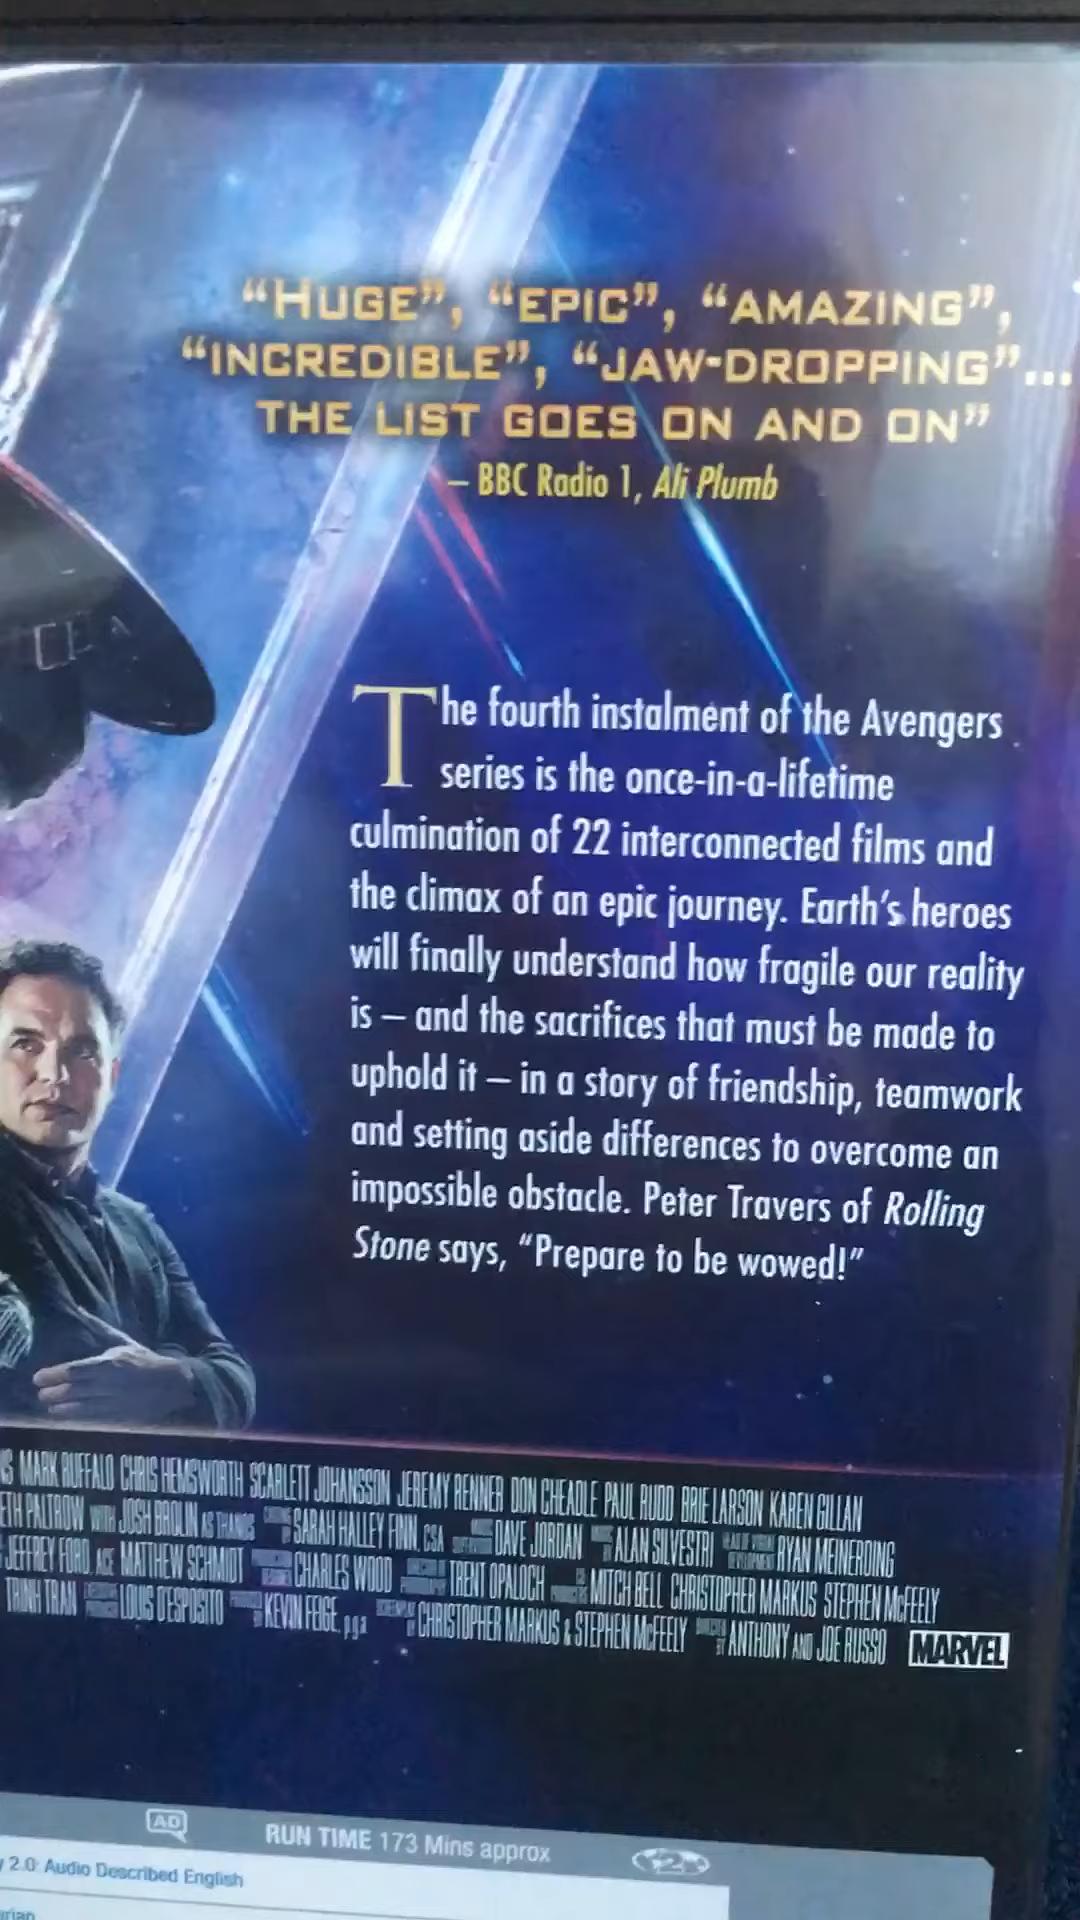 “HUGE”, “EPIC”, “AMAZING”,
“INCREDIBLE”, “JAW-DROPPING”...
THE LIST GOES ON AND ON”
– BBC Radio 1, Ali Plumb
The fourth instalment of the Avengers
series is the once-in-a-lifetime
culmination of 22 interconnected films and
the climax of an epic journey. Earth’s heroes
will finally understand how fragile our reality
is – and the sacrifices that must be made to
uphold it – in a story of friendship, teamwork
and setting aside differences to overcome an
impossible obstacle. Peter Travers of Rolling
Stone says, “Prepare to be wowed!”
MARK RUFFALO CHRIS HEMSWORTH SCARLETT JOHANSSON JEREMY RENNER DON CHEADLE PAUL RUDD BRIE LARSON KAREN GILLAN
PALTROW WITH JOSH BROLIN AS THANOS SARAH HALLEY FINN, CSA DAVE JORDAN ALAN SILVESTRI RYAN MEINERDING
JEFFREY FORD, ACE MATTHEW SCHMIDT CHARLES WOOD TRENT OPALOCH MITCH BELL CHRISTOPHER MARKUS STEPHEN McFEELY
TRINH TRAN LOUIS D'ESPOSITO KEVIN FEIGE, p.g.a. BY CHRISTOPHER MARKUS & STEPHEN McFEELY BY ANTHONY AND JOE RUSSO MARVEL
AD RUN TIME 173 Mins approx 2
2.0: Audio Described English